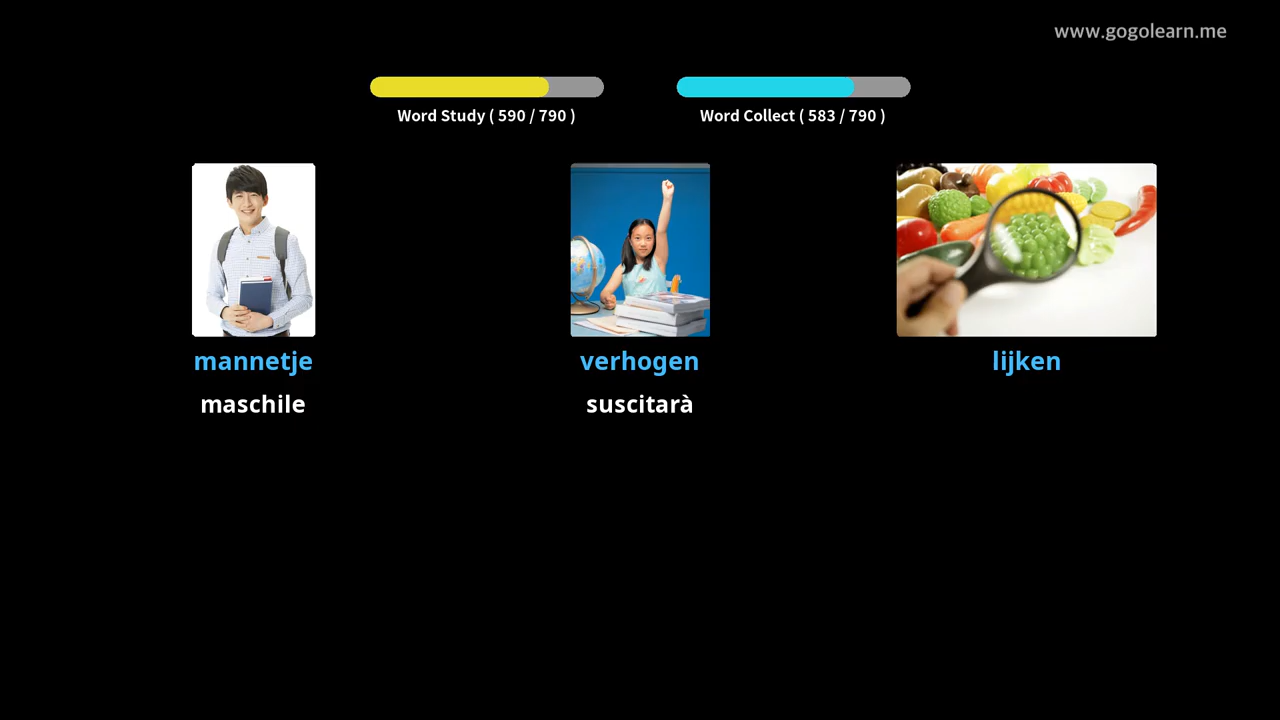 www.gogolearn.me
Word Study ( 590 / 790 )
Word Collect ( 583 / 790 )
mannetje
maschile
verhogen
suscitarà
lijken